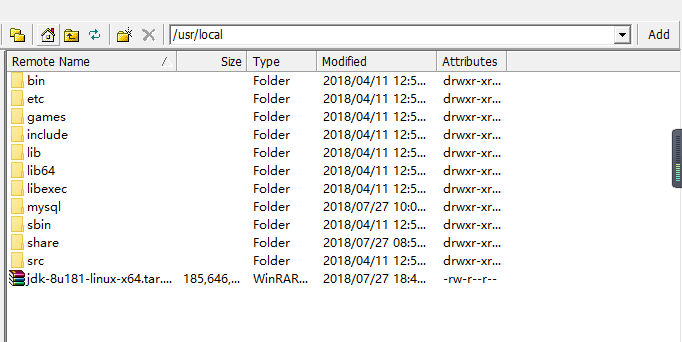 /usr/local Add
Remote Name / Size Type Modified Attributes
bin Folder 2018/04/11 12:5... drwxr-xr...
etc Folder 2018/04/11 12:5... drwxr-xr...
games Folder 2018/04/11 12:5... drwxr-xr...
include Folder 2018/04/11 12:5... drwxr-xr...
lib Folder 2018/04/11 12:5... drwxr-xr...
lib64 Folder 2018/04/11 12:5... drwxr-xr...
libexec Folder 2018/04/11 12:5... drwxr-xr...
mysql Folder 2018/07/27 10:0... drwxr-xr...
sbin Folder 2018/04/11 12:5... drwxr-xr...
share Folder 2018/07/27 08:5... drwxr-xr...
src Folder 2018/04/11 12:5... drwxr-xr...
jdk-8u181-linux-x64.tar.... 185,646,... WinRAR... 2018/07/27 18:4... -rw-r--r--